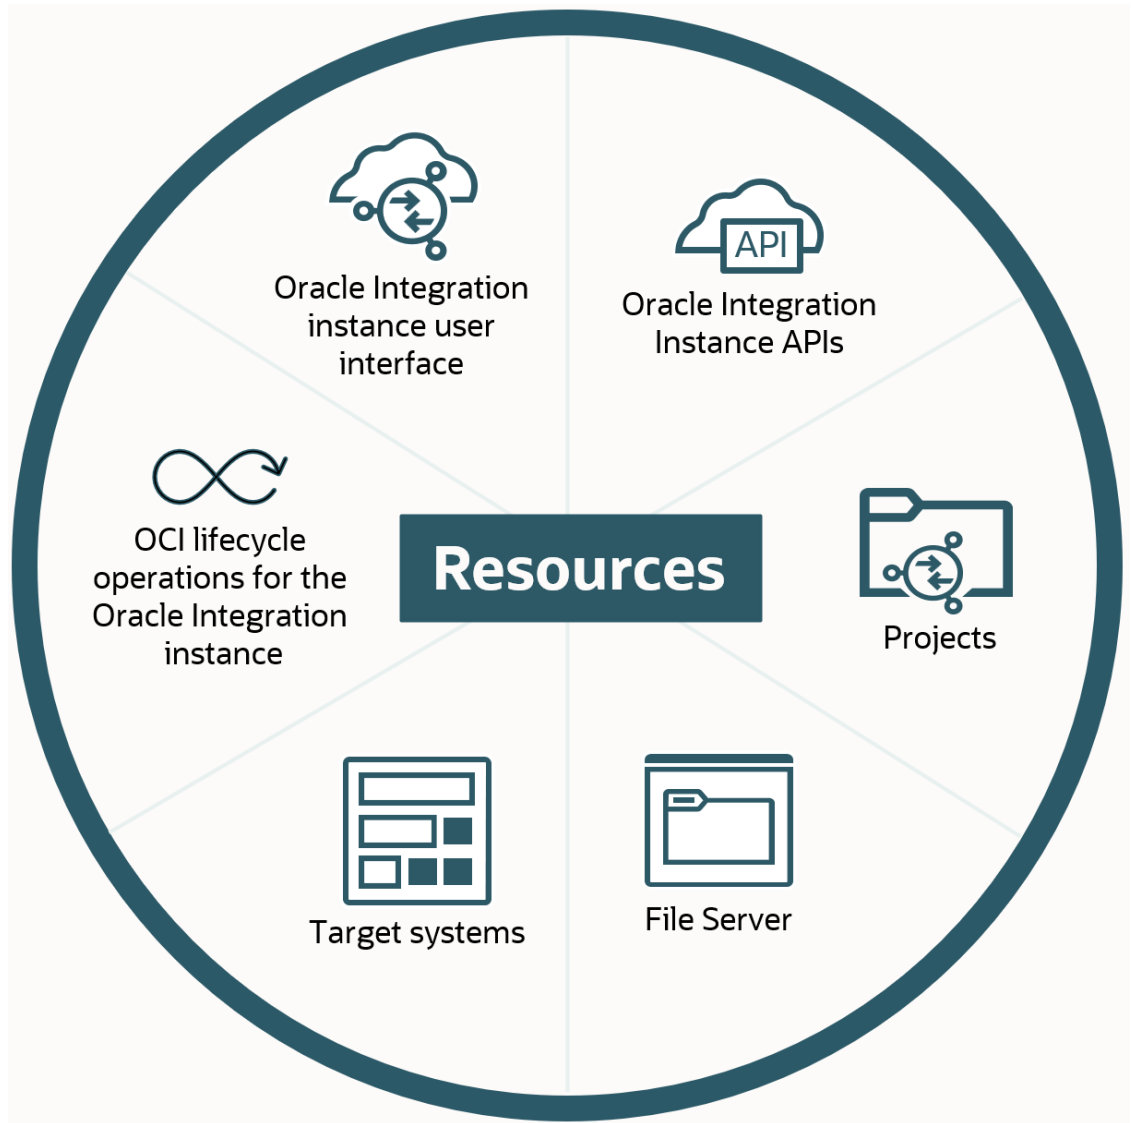 Oracle Integration
instance user
interface
API
Oracle Integration
Instance APIs
OCI lifecycle
operations for the
Oracle Integration
instance
Resources
Projects
Target systems
File Server